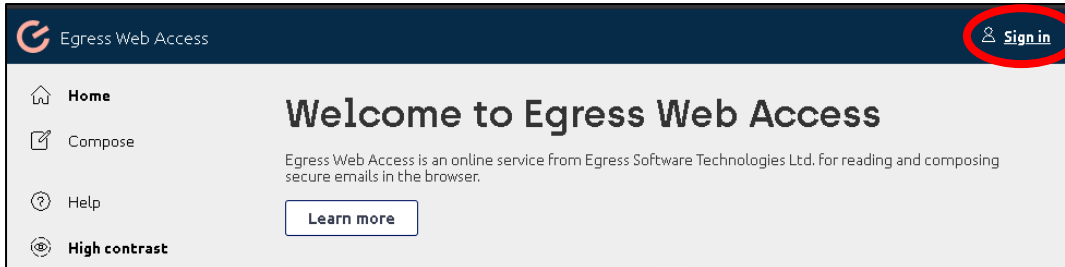 Egress Web Access
Sign in
Home
Compose
Help
High contrast
Welcome to Egress Web Access
Egress Web Access is an online service from Egress Software Technologies Ltd. for reading and composing
secure emails in the browser.
Learn more